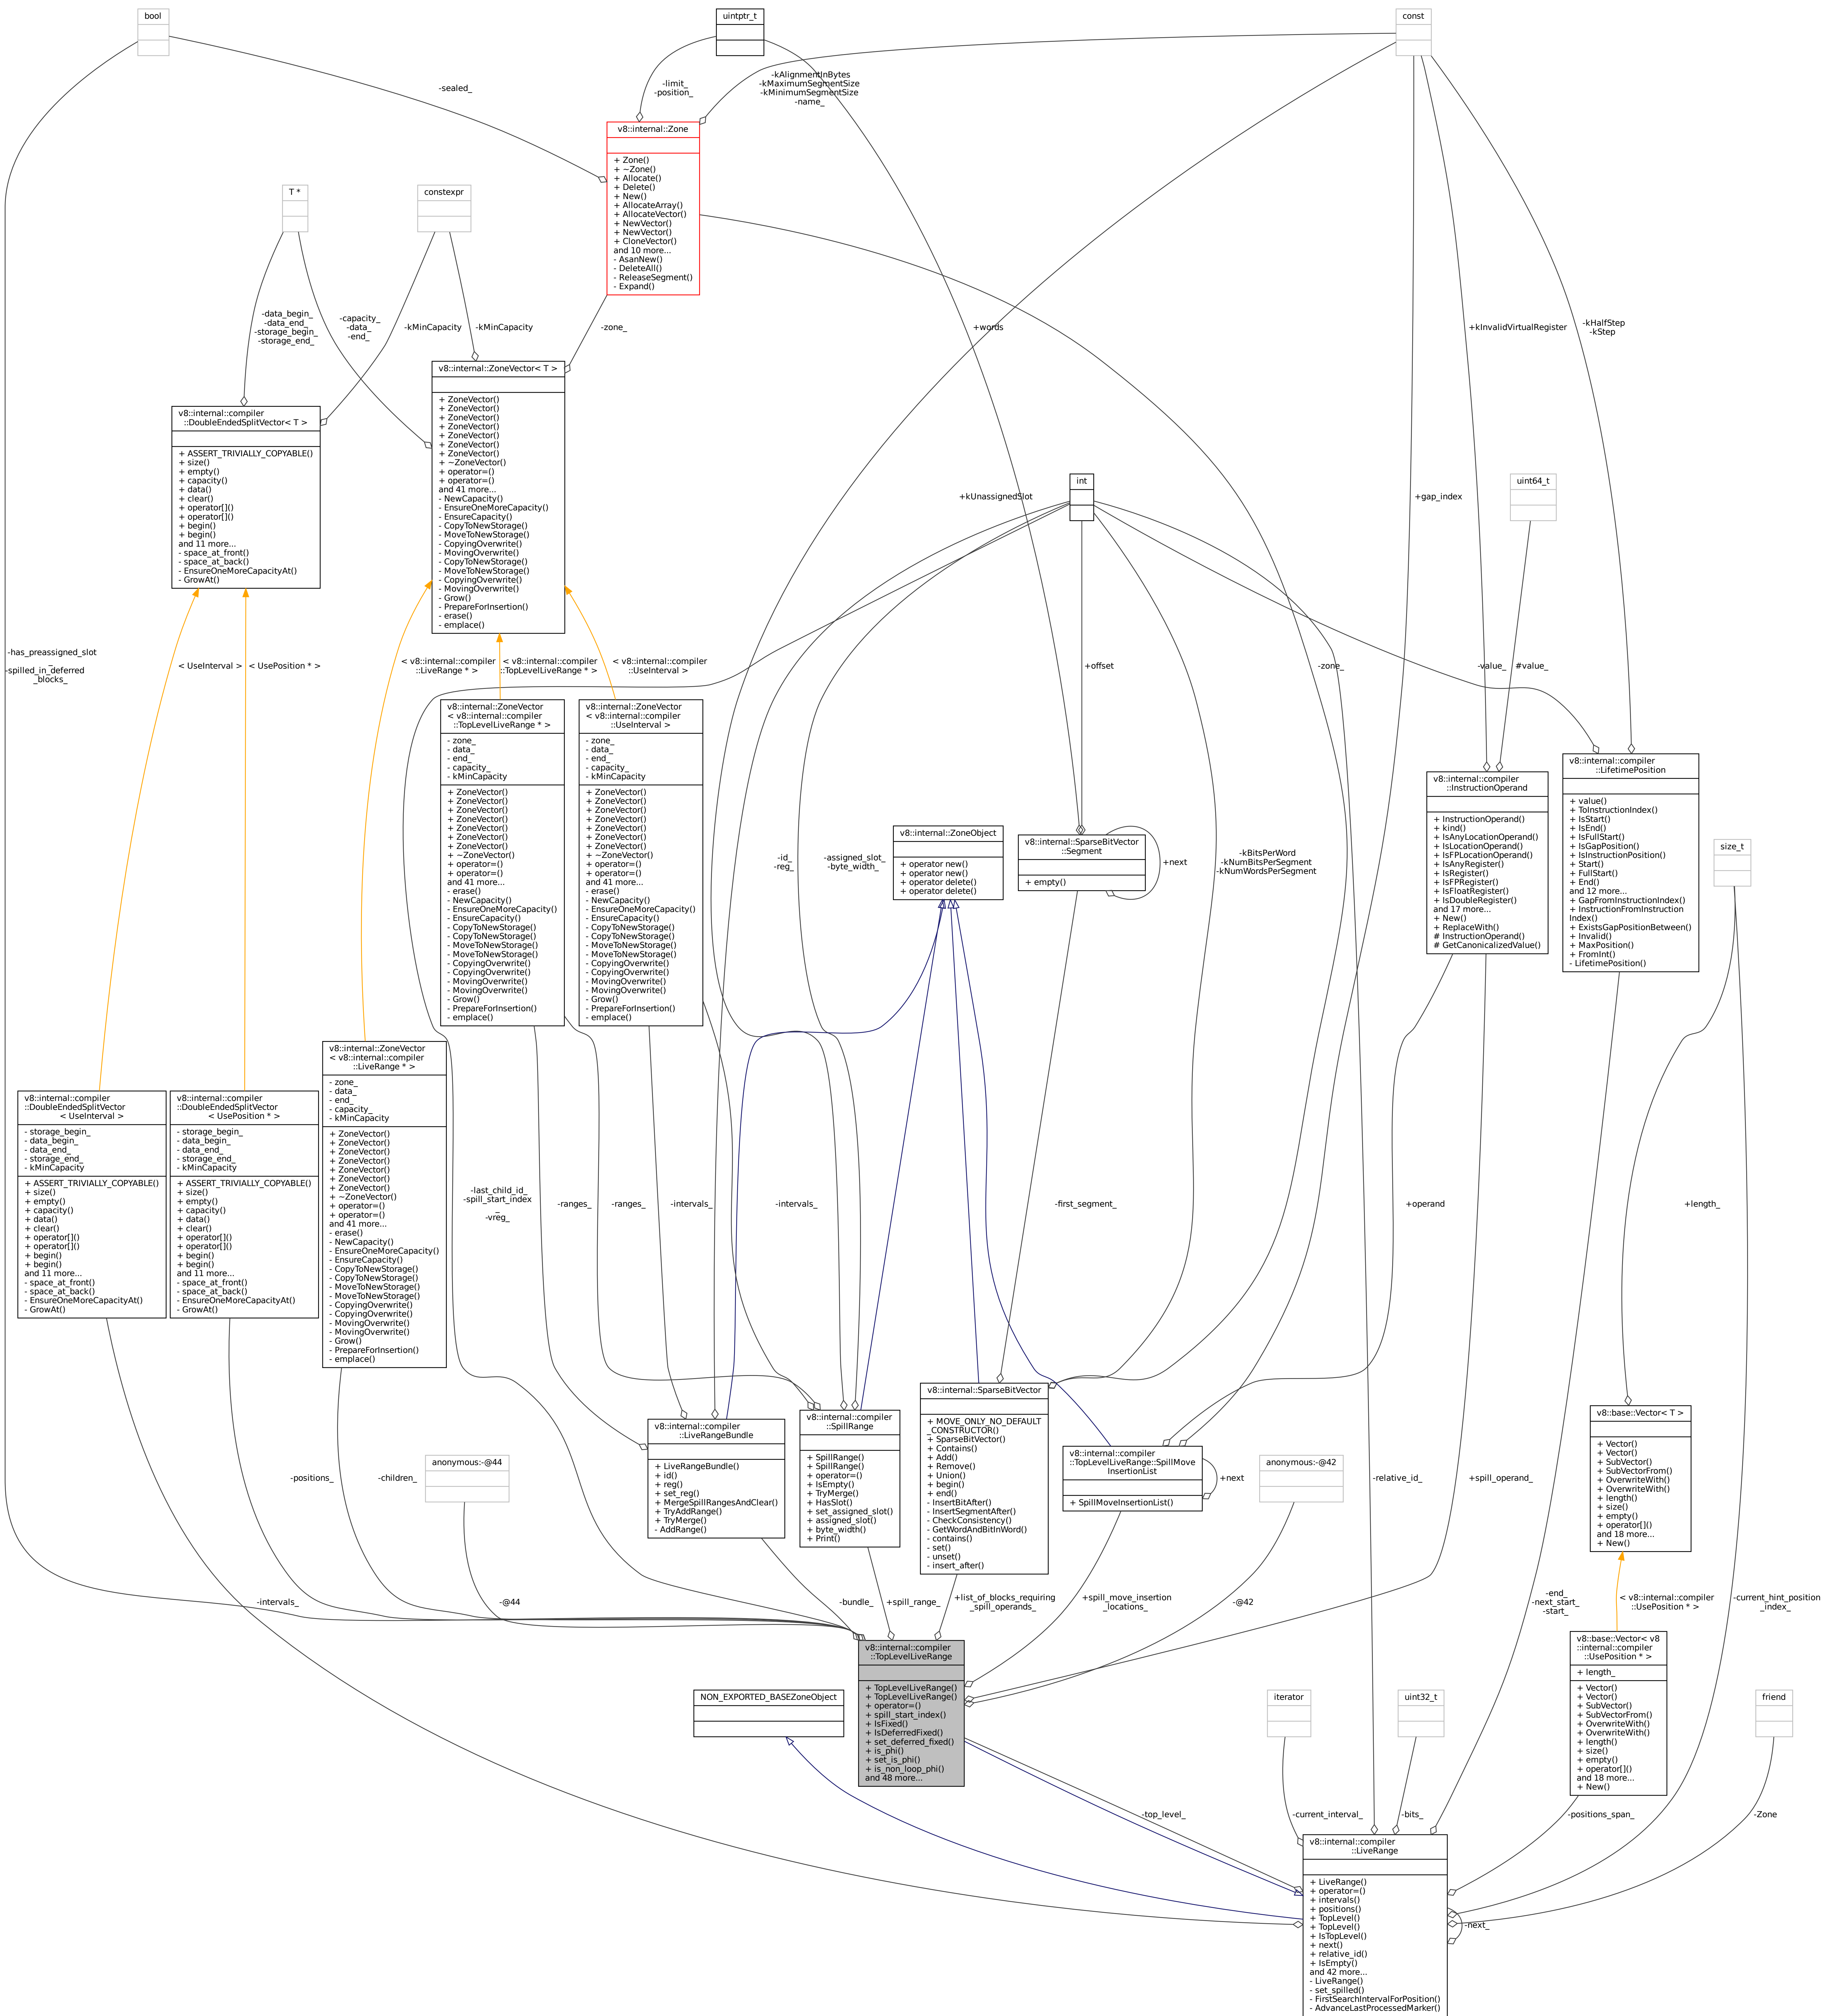 bool
uintptr_t
const
-sealed_
-limit_
-position_
-kAlignmentInBytes
-kMaximumSegmentSize
-kMinimumSegmentSize
-name_
v8::internal::Zone
+ Zone()
+ ~Zone()
+ Allocate()
+ Delete()
+ New()
+ AllocateArray()
+ AllocateVector()
+ NewVector()
+ NewVector()
+ CloneVector()
and 10 more...
- AsanNew()
- DeleteAll()
- ReleaseSegment()
- Expand()
T *
constexpr
-data_begin_
-data_end_
-storage_begin_
-storage_end_
-capacity_
-data_
-end_
-kMinCapacity
-kMinCapacity
-zone_
+words
+kInvalidVirtualRegister
-kHalfStep
-kStep
v8::internal::ZoneVector< T >
+ ZoneVector()
+ ZoneVector()
+ ZoneVector()
+ ZoneVector()
+ ZoneVector()
+ ZoneVector()
+ ZoneVector()
+ ~ZoneVector()
+ operator=()
+ operator=()
and 41 more...
- NewCapacity()
- EnsureOneMoreCapacity()
- EnsureCapacity()
- CopyToNewStorage()
- MoveToNewStorage()
- CopyingOverwrite()
- MovingOverwrite()
- CopyToNewStorage()
- MoveToNewStorage()
- CopyingOverwrite()
- MovingOverwrite()
- Grow()
- PrepareForInsertion()
- erase()
- emplace()
v8::internal::compiler
::DoubleEndedSplitVector< T >
+ ASSERT_TRIVIALLY_COPYABLE()
+ size()
+ empty()
+ capacity()
+ data()
+ clear()
+ operator[]()
+ operator[]()
+ begin()
+ begin()
and 11 more...
- space_at_front()
- space_at_back()
- EnsureOneMoreCapacityAt()
- GrowAt()
int
uint64_t
+kUnassignedSlot
+gap_index
-has_preassigned_slot
_
-spilled_in_deferred
_blocks_
< UseInterval >
< UsePosition * >
< v8::internal::compiler
::LiveRange * >
< v8::internal::compiler
::TopLevelLiveRange * >
< v8::internal::compiler
::UseInterval >
+offset
-zone_
-value_
#value_
v8::internal::ZoneVector
< v8::internal::compiler
::TopLevelLiveRange * >
- zone_
- data_
- end_
- capacity_
- kMinCapacity
+ ZoneVector()
+ ZoneVector()
+ ZoneVector()
+ ZoneVector()
+ ZoneVector()
+ ZoneVector()
+ ZoneVector()
+ ~ZoneVector()
+ operator=()
+ operator=()
and 41 more...
- erase()
- NewCapacity()
- EnsureOneMoreCapacity()
- EnsureCapacity()
- CopyToNewStorage()
- CopyToNewStorage()
- MoveToNewStorage()
- MoveToNewStorage()
- CopyingOverwrite()
- CopyingOverwrite()
- MovingOverwrite()
- MovingOverwrite()
- Grow()
- PrepareForInsertion()
- emplace()
v8::internal::ZoneVector
< v8::internal::compiler
::UseInterval >
- zone_
- data_
- end_
- capacity_
- kMinCapacity
+ ZoneVector()
+ ZoneVector()
+ ZoneVector()
+ ZoneVector()
+ ZoneVector()
+ ZoneVector()
+ ZoneVector()
+ ~ZoneVector()
+ operator=()
+ operator=()
and 41 more...
- erase()
- NewCapacity()
- EnsureOneMoreCapacity()
- EnsureCapacity()
- CopyToNewStorage()
- CopyToNewStorage()
- MoveToNewStorage()
- MoveToNewStorage()
- CopyingOverwrite()
- CopyingOverwrite()
- MovingOverwrite()
- MovingOverwrite()
- Grow()
- PrepareForInsertion()
- emplace()
-id_
-reg_
-assigned_slot_
-byte_width_
v8::internal::ZoneObject
+ operator new()
+ operator new()
+ operator delete()
+ operator delete()
v8::internal::SparseBitVector
::Segment
+ empty()
+next
-kBitsPerWord
-kNumBitsPerSegment
-kNumWordsPerSegment
v8::internal::compiler
::InstructionOperand
+ InstructionOperand()
+ kind()
+ IsAnyLocationOperand()
+ IsLocationOperand()
+ IsFPLocationOperand()
+ IsAnyRegister()
+ IsRegister()
+ IsFPRegister()
+ IsFloatRegister()
+ IsDoubleRegister()
and 17 more...
+ New()
+ ReplaceWith()
# InstructionOperand()
# GetCanonicalizedValue()
v8::internal::compiler
::LifetimePosition
+ value()
+ ToInstructionIndex()
+ IsStart()
+ IsEnd()
+ IsFullStart()
+ IsGapPosition()
+ IsInstructionPosition()
+ Start()
+ FullStart()
+ End()
and 12 more...
+ GapFromInstructionIndex()
+ InstructionFromInstruction
Index()
+ ExistsGapPositionBetween()
+ Invalid()
+ MaxPosition()
+ FromInt()
- LifetimePosition()
size_t
v8::internal::compiler
::DoubleEndedSplitVector
< UseInterval >
- storage_begin_
- data_begin_
- data_end_
- storage_end_
- kMinCapacity
+ ASSERT_TRIVIALLY_COPYABLE()
+ size()
+ empty()
+ capacity()
+ data()
+ clear()
+ operator[]()
+ operator[]()
+ begin()
+ begin()
and 11 more...
- space_at_front()
- space_at_back()
- EnsureOneMoreCapacityAt()
- GrowAt()
v8::internal::compiler
::DoubleEndedSplitVector
< UsePosition * >
- storage_begin_
- data_begin_
- data_end_
- storage_end_
- kMinCapacity
+ ASSERT_TRIVIALLY_COPYABLE()
+ size()
+ empty()
+ capacity()
+ data()
+ clear()
+ operator[]()
+ operator[]()
+ begin()
+ begin()
and 11 more...
- space_at_front()
- space_at_back()
- EnsureOneMoreCapacityAt()
- GrowAt()
v8::internal::ZoneVector
< v8::internal::compiler
::LiveRange * >
- zone_
- data_
- end_
- capacity_
- kMinCapacity
+ ZoneVector()
+ ZoneVector()
+ ZoneVector()
+ ZoneVector()
+ ZoneVector()
+ ZoneVector()
+ ZoneVector()
+ ~ZoneVector()
+ operator=()
+ operator=()
and 41 more...
- erase()
- NewCapacity()
- EnsureOneMoreCapacity()
- EnsureCapacity()
- CopyToNewStorage()
- CopyToNewStorage()
- MoveToNewStorage()
- MoveToNewStorage()
- CopyingOverwrite()
- CopyingOverwrite()
- MovingOverwrite()
- MovingOverwrite()
- Grow()
- PrepareForInsertion()
- emplace()
-last_child_id_
-spill_start_index
_
-vreg_
-ranges_
-ranges_
-intervals_
-intervals_
-first_segment_
+operand
+length_
v8::internal::compiler
::LiveRangeBundle
+ LiveRangeBundle()
+ id()
+ reg()
+ set_reg()
+ MergeSpillRangesAndClear()
+ TryAddRange()
+ TryMerge()
- AddRange()
v8::internal::compiler
::SpillRange
+ SpillRange()
+ SpillRange()
+ operator=()
+ IsEmpty()
+ TryMerge()
+ HasSlot()
+ set_assigned_slot()
+ assigned_slot()
+ byte_width()
+ Print()
v8::internal::SparseBitVector
+ MOVE_ONLY_NO_DEFAULT
_CONSTRUCTOR()
+ SparseBitVector()
+ Contains()
+ Add()
+ Remove()
+ Union()
+ begin()
+ end()
- InsertBitAfter()
- InsertSegmentAfter()
- CheckConsistency()
- GetWordAndBitInWord()
- contains()
- set()
- unset()
- insert_after()
v8::internal::compiler
::TopLevelLiveRange::SpillMove
InsertionList
+ SpillMoveInsertionList()
+next
v8::base::Vector< T >
+ Vector()
+ Vector()
+ SubVector()
+ SubVectorFrom()
+ OverwriteWith()
+ OverwriteWith()
+ length()
+ size()
+ empty()
+ operator[]()
and 18 more...
+ New()
-positions_
-children_
anonymous:-@44
anonymous:-@42
-relative_id_
+spill_operand_
-intervals_
-@44
-bundle_
+spill_range_
+list_of_blocks_requiring
_spill_operands_
+spill_move_insertion
_locations_
-@42
-end_
-next_start_
-start_
< v8::internal::compiler
::UsePosition * >
-current_hint_position
_index_
v8::internal::compiler
::TopLevelLiveRange
+ TopLevelLiveRange()
+ TopLevelLiveRange()
+ operator=()
+ spill_start_index()
+ IsFixed()
+ IsDeferredFixed()
+ set_deferred_fixed()
+ is_phi()
+ set_is_phi()
+ is_non_loop_phi()
and 48 more...
v8::base::Vector< v8
::internal::compiler
::UsePosition * >
+ length_
+ Vector()
+ Vector()
+ SubVector()
+ SubVectorFrom()
+ OverwriteWith()
+ OverwriteWith()
+ length()
+ size()
+ empty()
+ operator[]()
and 18 more...
+ New()
NON_EXPORTED_BASEZoneObject
iterator
uint32_t
friend
-top_level_
-current_interval_
-bits_
-positions_span_
-Zone
v8::internal::compiler
::LiveRange
+ LiveRange()
+ operator=()
+ intervals()
+ positions()
+ TopLevel()
+ TopLevel()
+ IsTopLevel()
+ next()
+ relative_id()
+ IsEmpty()
and 42 more...
- LiveRange()
- set_spilled()
- FirstSearchIntervalForPosition()
- AdvanceLastProcessedMarker()
-next_